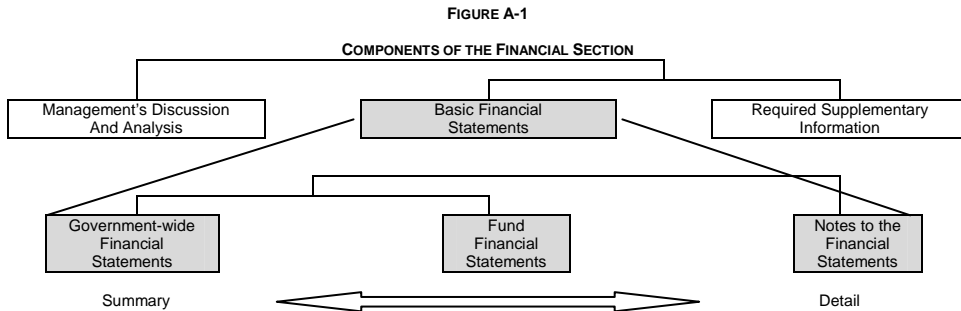 FIGURE A-1
COMPONENTS OF THE FINANCIAL SECTION
Management's Discussion
And Analysis
Basic Financial
Statements
Required Supplementary
Information
Government-wide
Financial
Statements
Fund
Financial
Statements
Notes to the
Financial
Statements
Summary
Detail